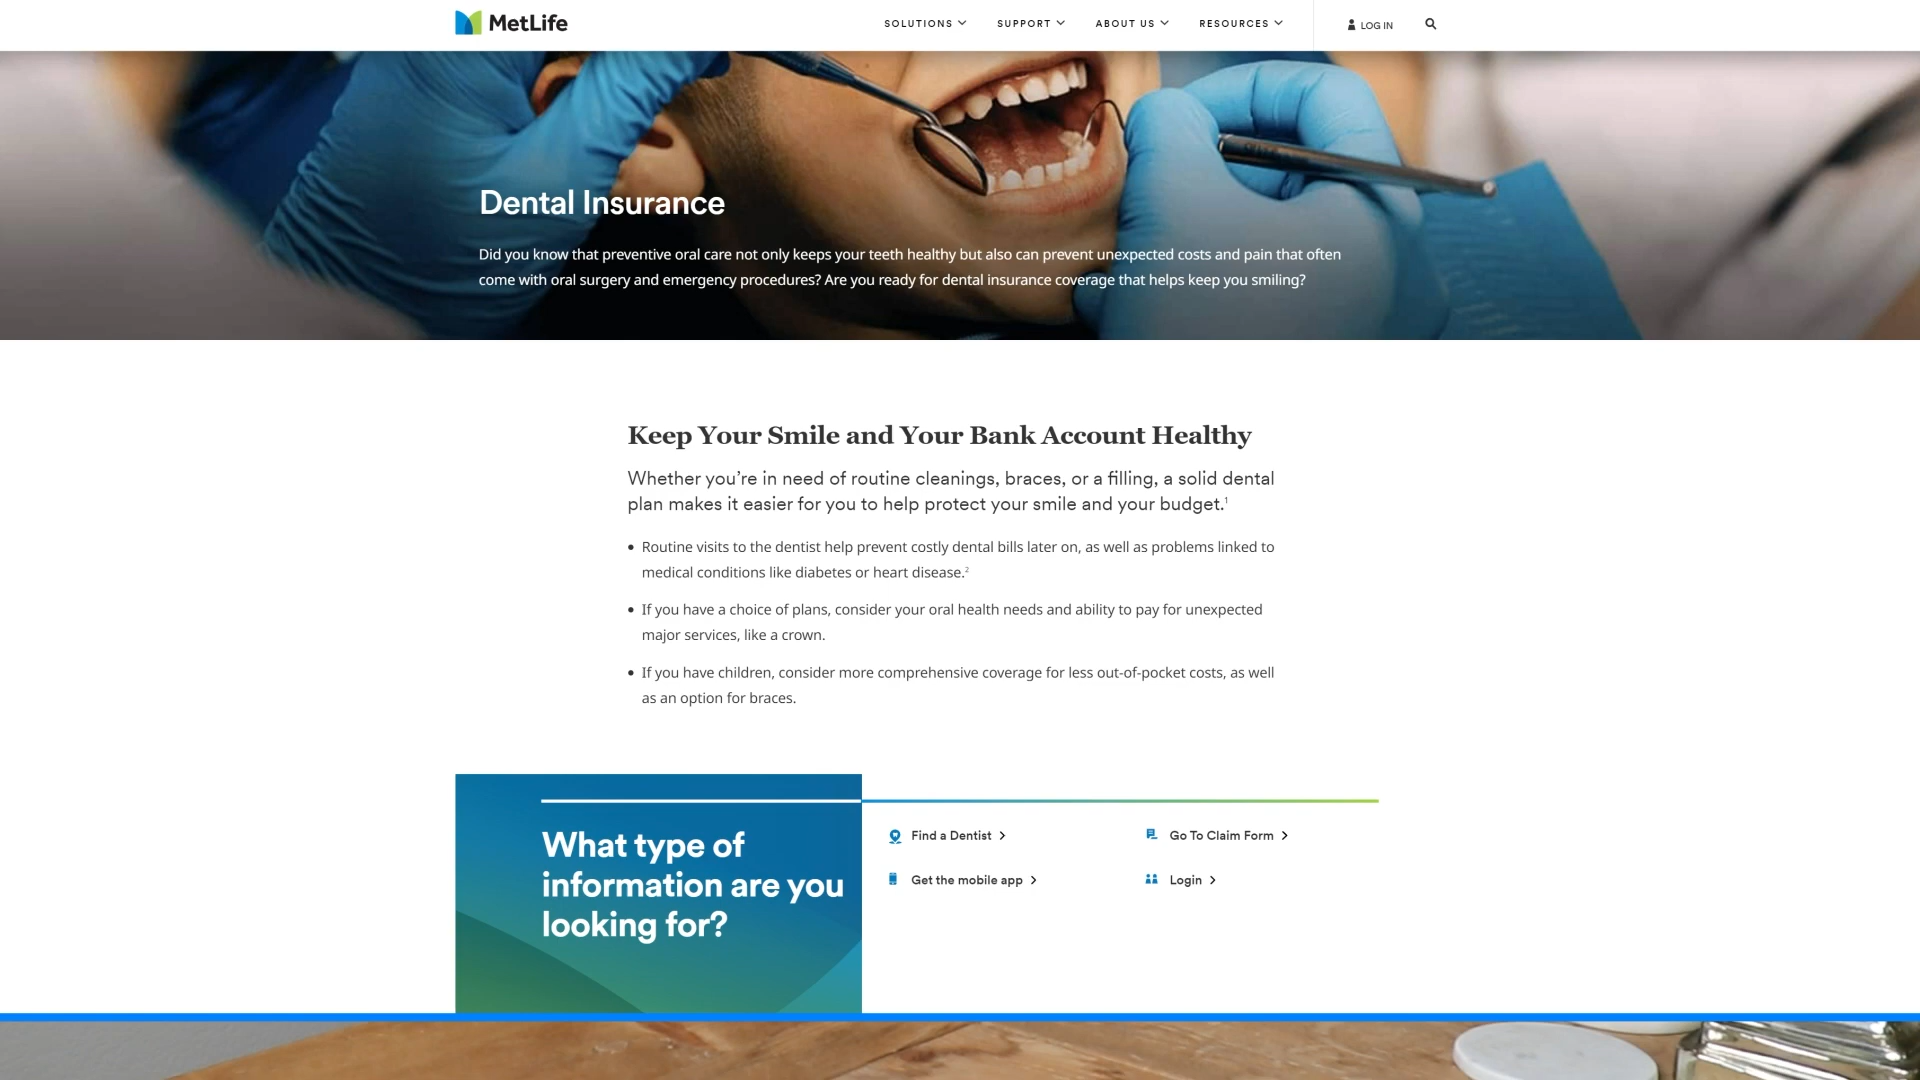 MetLife
SOLUTIONS
SUPPORT
ABOUT US
RESOURCES
LOG IN
Dental Insurance
Did you know that preventive oral care not only keeps your teeth healthy but also can prevent unexpected costs and pain that often
come with oral surgery and emergency procedures? Are you ready for dental insurance coverage that helps keep you smiling?
Keep Your Smile and Your Bank Account Healthy
Whether you’re in need of routine cleanings, braces, or a filling, a solid dental
plan makes it easier for you to help protect your smile and your budget.¹
• Routine visits to the dentist help prevent costly dental bills later on, as well as problems linked to
medical conditions like diabetes or heart disease.²
• If you have a choice of plans, consider your oral health needs and ability to pay for unexpected
major services, like a crown.
• If you have children, consider more comprehensive coverage for less out-of-pocket costs, as well
as an option for braces.
What type of
information are you
looking for?
Find a Dentist
Go To Claim Form
Get the mobile app
Login